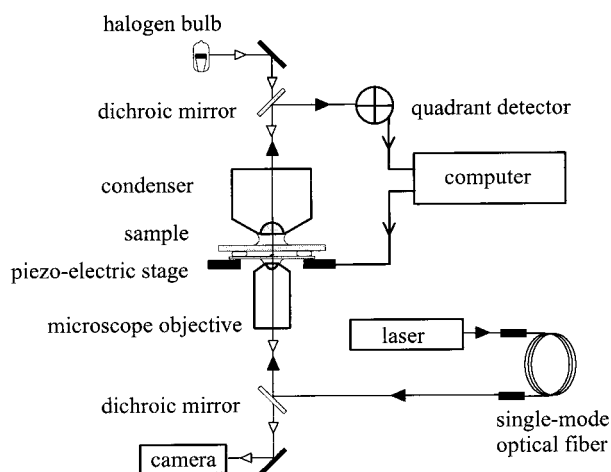 halogen bulb
dichroic mirror
quadrant detector
condenser
computer
sample
piezo-electric stage
microscope objective
laser
dichroic mirror
single-mode
optical fiber
camera